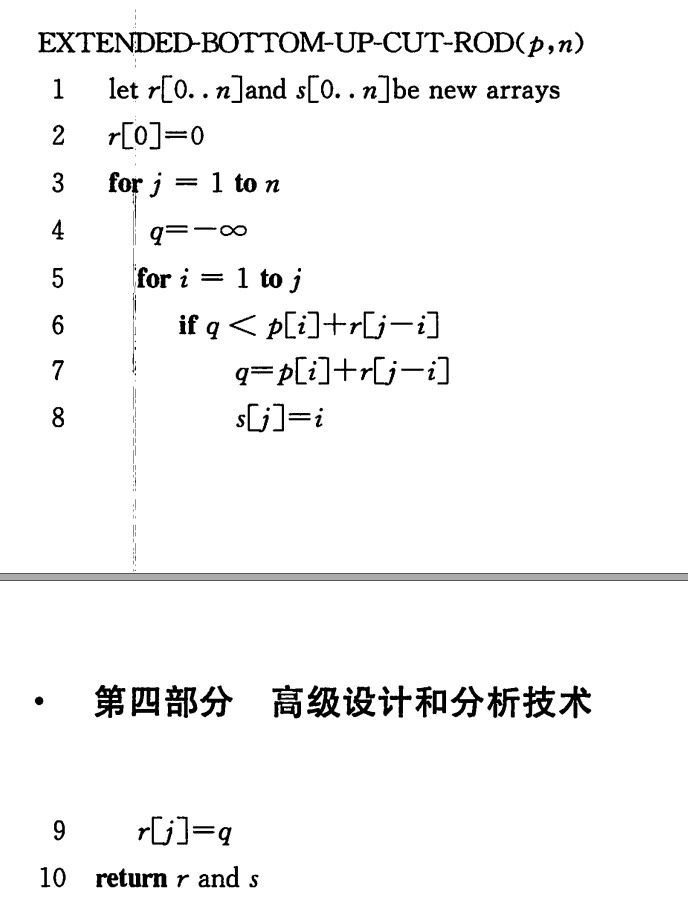 EXTENDED-BOTTOM-UP-CUT-ROD(p,n)
1 let r[0..n]and s[0..n]be new arrays
2 r[0]=0
3 for j = 1 to n
4 q=-∞
5 for i = 1 to j
6 if q < p[i]+r[j-i]
7 q=p[i]+r[j-i]
8 s[j]=i
· 第四部分 高级设计和分析技术
9 r[j]=q
10 return r and s